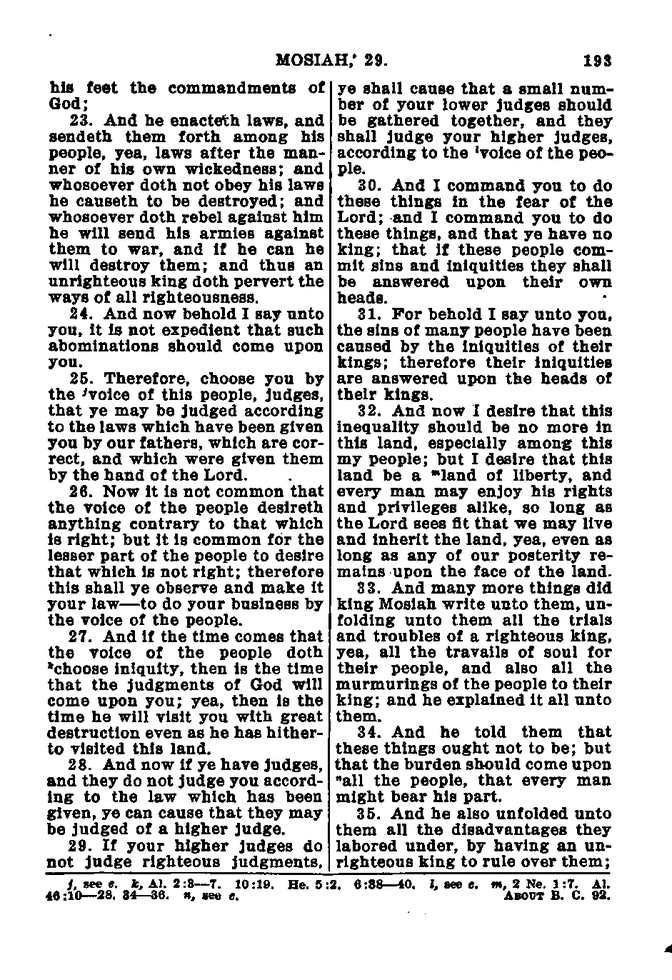 MOSIAH, 29.
193
his feet the commandments of
God;
23. And he enacteth laws, and
sendeth them forth among his
people, yea, laws after the man-
ner of his own wickedness; and
whosoever doth not obey his laws
he causeth to be destroyed; and
whosoever doth rebel against him
he will send his armies against
them to war, and if he can he
will destroy them; and thus an
unrighteous king doth pervert the
ways of all righteousness.
24. And now behold I say unto
you, it is not expedient that such
abominations should come upon
you.
25. Therefore, choose you by
the jvoice of this people, judges,
that ye may be judged according
to the laws which have been given
you by our fathers, which are cor-
rect, and which were given them
by the hand of the Lord.
26. Now it is not common that
the voice of the people desireth
anything contrary to that which
is right; but it is common for the
lesser part of the people to desire
that which is not right; therefore
this shall ye observe and make it
your law—to do your business by
the voice of the people.
27. And if the time comes that
the voice of the people doth
kchoose iniquity, then is the time
that the judgments of God will
come upon you; yea, then is the
time he will visit you with great
destruction even as he has hither-
to visited this land.
28. And now if ye have judges,
and they do not judge you accord-
ing to the law which has been
given, ye can cause that they may
be judged of a higher judge.
29. If your higher judges do
not judge righteous judgments,
ye shall cause that a small num-
ber of your lower judges should
be gathered together, and they
shall judge your higher judges,
according to the lvoice of the peo-
ple.
30. And I command you to do
these things in the fear of the
Lord; and I command you to do
these things, and that ye have no
king; that if these people com-
mit sins and iniquities they shall
be answered upon their own
heads.
31. For behold I say unto you,
the sins of many people have been
caused by the iniquities of their
kings; therefore their iniquities
are answered upon the heads of
their kings.
32. And now I desire that this
inequality should be no more in
this land, especially among this
my people; but I desire that this
land be a mland of liberty, and
every man may enjoy his rights
and privileges alike, so long as
the Lord sees fit that we may live
and inherit the land, yea, even as
long as any of our posterity re-
mains upon the face of the land.
33. And many more things did
king Mosiah write unto them, un-
folding unto them all the trials
and troubles of a righteous king,
yea, all the travails of soul for
their people, and also all the
murmurings of the people to their
king; and he explained it all unto
them.
34. And he told them that
these things ought not to be; but
that the burden should come upon
nall the people, that every man
might bear his part.
35. And he also unfolded unto
them all the disadvantages they
labored under, by having an un-
righteous king to rule over them;
j, see e. k, Al. 2:3—7. 10:19. He. 5:2. 6:38—40. l, see c. m, 2 Ne. 1:7. Al.
46:10—28, 34—36. n, see e.
ABOUT B. C. 92.